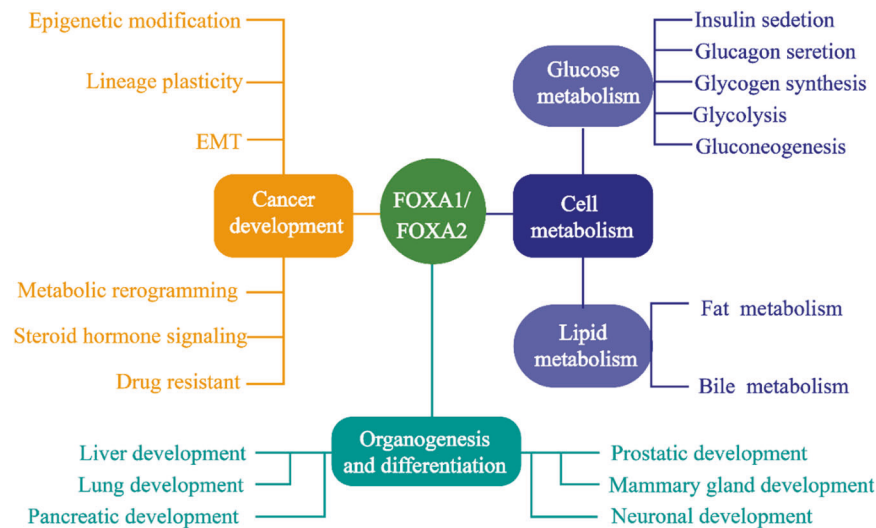 Epigenetic modification
Lineage plasticity
EMT
Cancer
development
Metabolic rerogramming
Steroid hormone signaling
Drug resistant
FOXA1/
FOXA2
Glucose
metabolism
Insulin sedetion
Glucagon seretion
Glycogen synthesis
Glycolysis
Gluconeogenesis
Cell
metabolism
Lipid
metabolism
Fat metabolism
Bile metabolism
Organogenesis
and differentiation
Liver development
Lung development
Pancreatic development
Prostatic development
Mammary gland development
Neuronal development